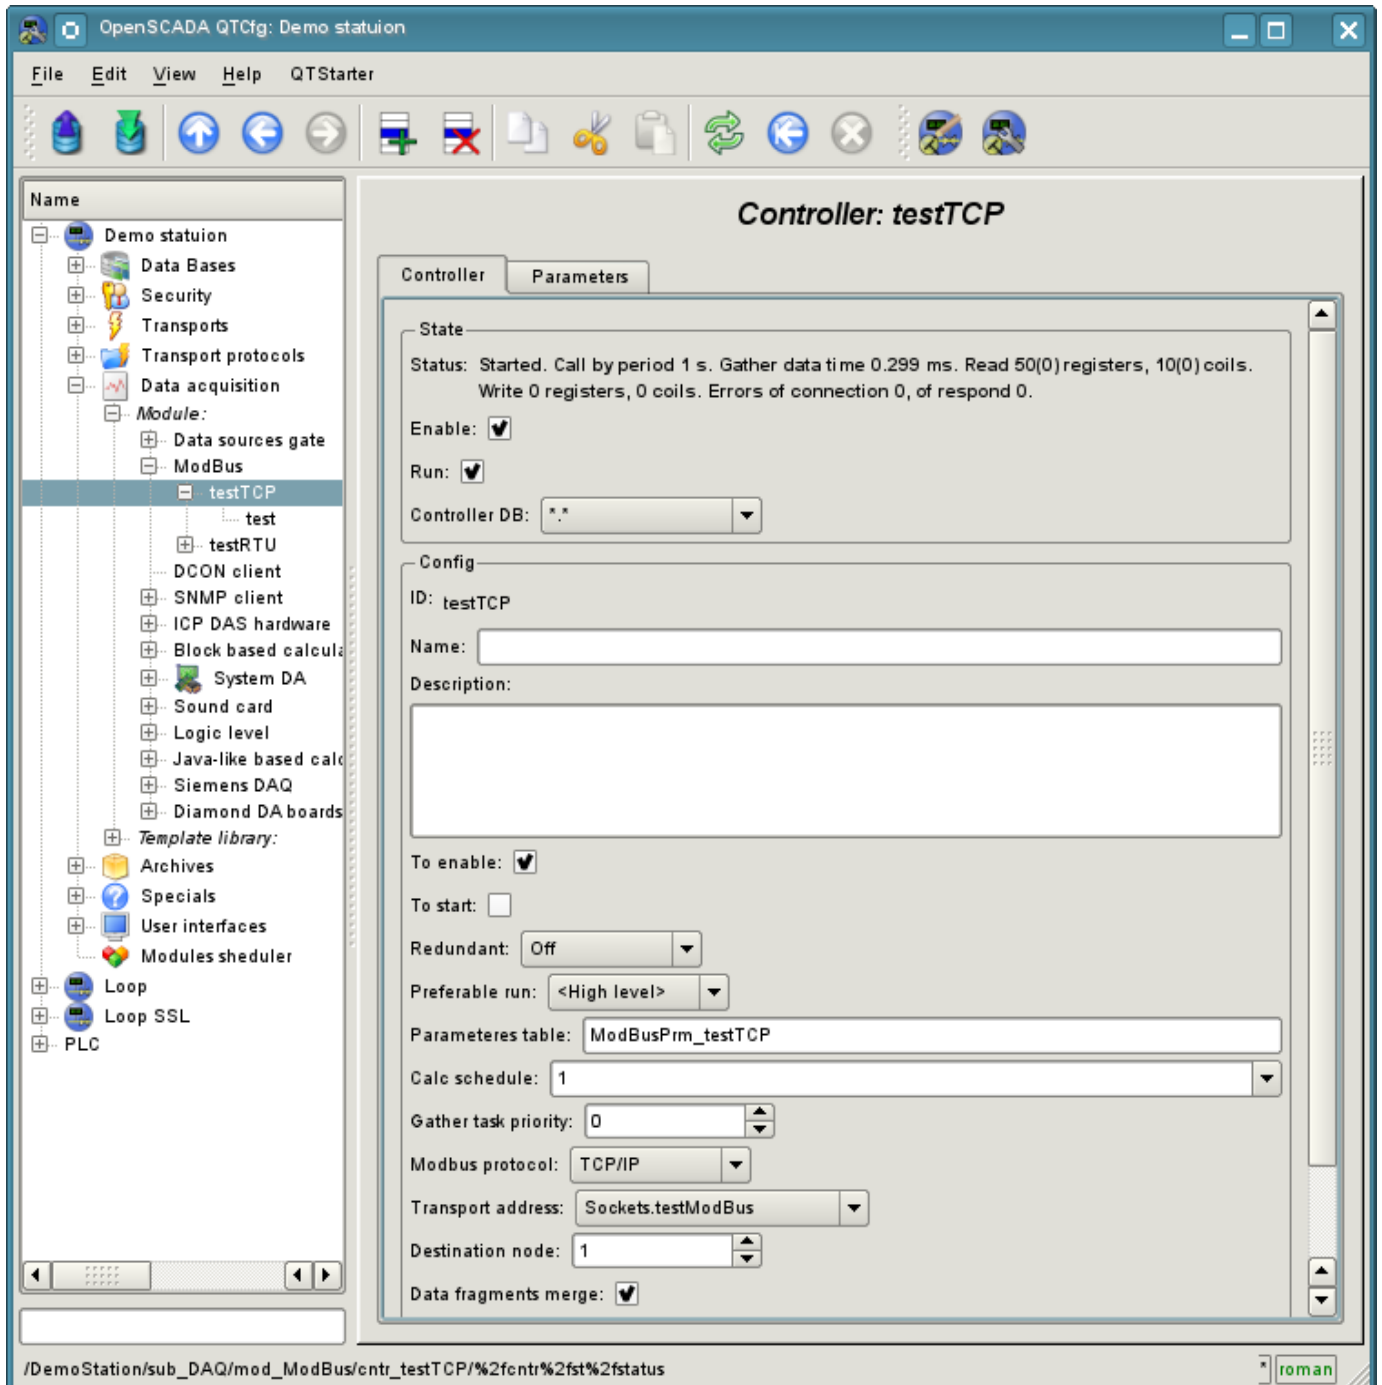 OpenSCADA QTCfg: Demo statuion
File Edit View Help QTStarter
Name
Demo statuion
Data Bases
Security
Transports
Transport protocols
Data acquisition
Module:
Data sources gate
ModBus
testTCP
test
testRTU
DCON client
SNMP client
ICP DAS hardware
Block based calcula
System DA
Sound card
Logic level
Java-like based calc
Siemens DAQ
Diamond DA boards
Template library:
Archives
Specials
User interfaces
Modules sheduler
Loop
Loop SSL
PLC
Controller: testTCP
Controller Parameters
State
Status: Started. Call by period 1 s. Gather data time 0.299 ms. Read 50(0) registers, 10(0) coils.
Write 0 registers, 0 coils. Errors of connection 0, of respond 0.
Enable:
Run:
Controller DB: *.*
Config
ID: testTCP
Name:
Description:
To enable:
To start:
Redundant: Off
Preferable run: <High level>
Parameteres table: ModBusPrm_testTCP
Calc schedule: 1
Gather task priority: 0
Modbus protocol: TCP/IP
Transport address: Sockets.testModBus
Destination node: 1
Data fragments merge:
/DemoStation/sub_DAQ/mod_ModBus/cntr_testTCP/%2fcntr%2fst%2fstatus * roman